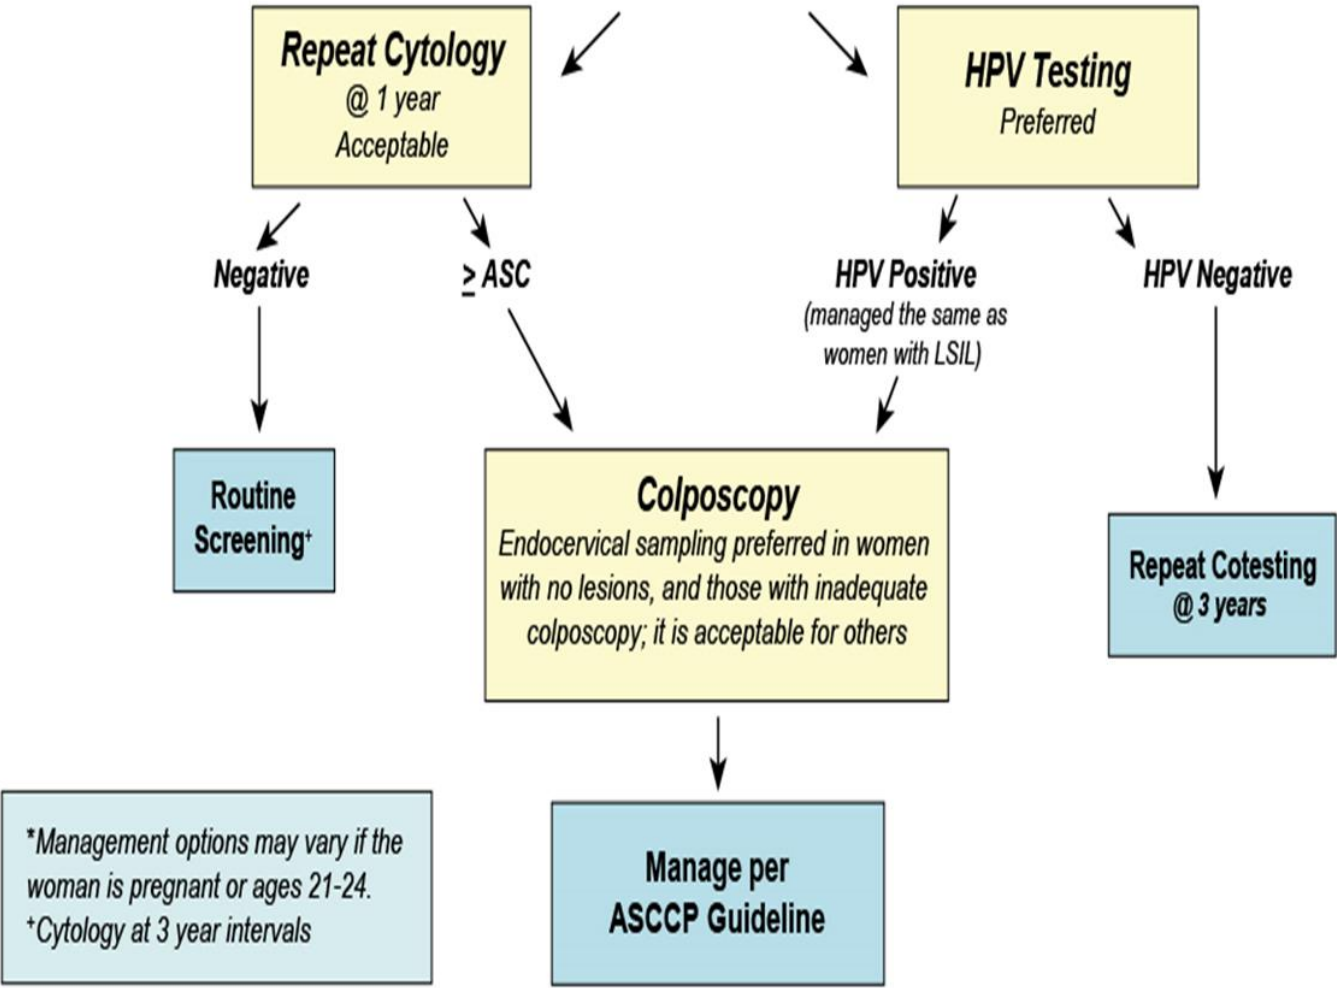 Repeat Cytology
@ 1 year
Acceptable
HPV Testing
Preferred
Negative
≥ ASC
HPV Positive
(managed the same as
women with LSIL)
HPV Negative
Routine
Screening⁺
Colposcopy
Endocervical sampling preferred in women
with no lesions, and those with inadequate
colposcopy; it is acceptable for others
Repeat Cotesting
@ 3 years
*Management options may vary if the
woman is pregnant or ages 21-24.
⁺Cytology at 3 year intervals
Manage per
ASCCP Guideline